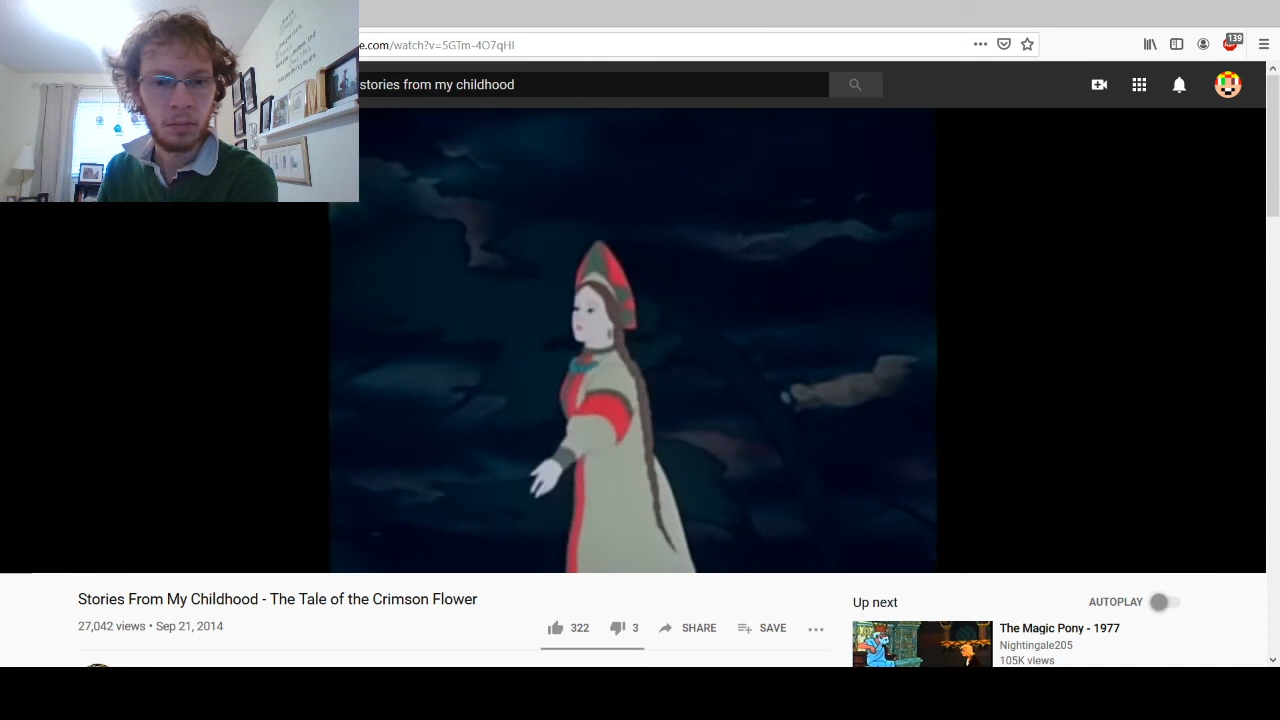 e.com/watch?v=5GTm-4O7qHI
139
stories from my childhood
Stories From My Childhood - The Tale of the Crimson Flower
27,042 views • Sep 21, 2014
322
3
SHARE
SAVE
Up next
AUTOPLAY
The Magic Pony - 1977
Nightingale205
105K views